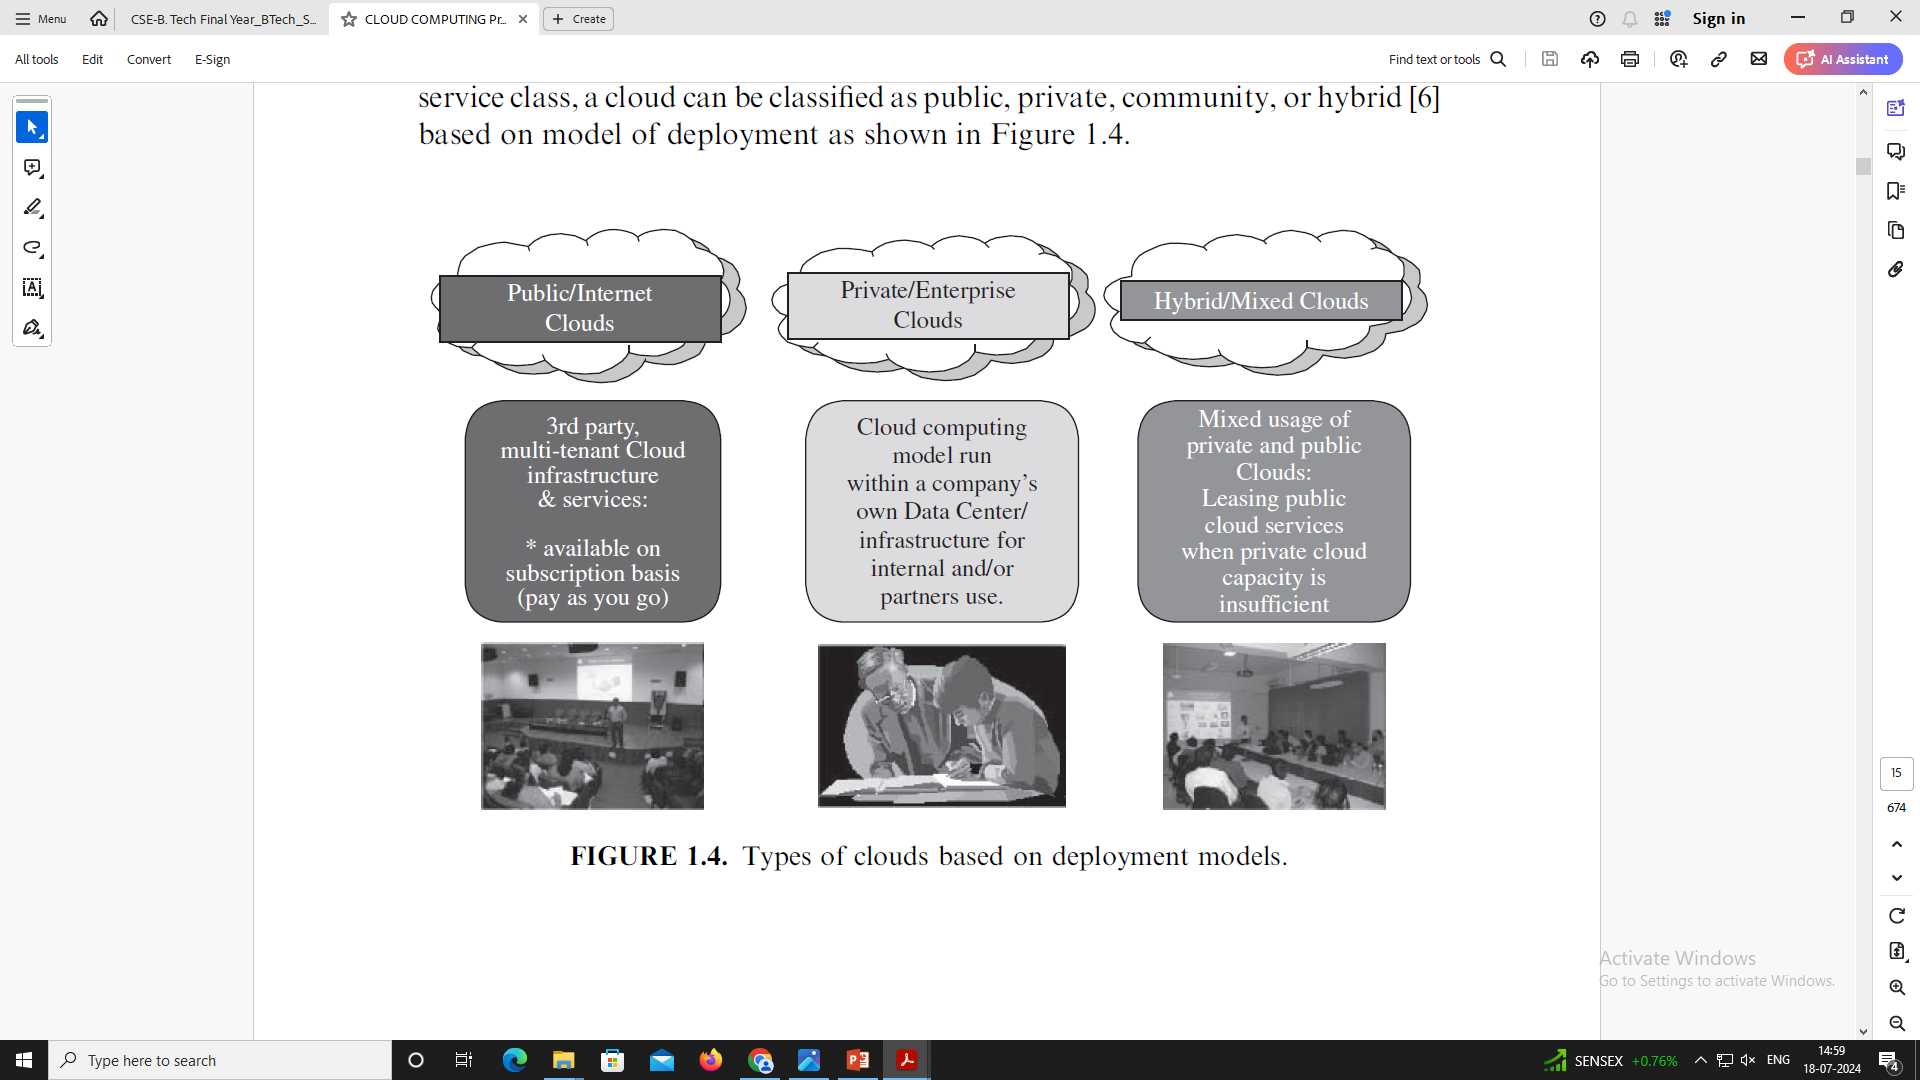 Menu
CSE-B. Tech Final Year_BTech_S...
CLOUD COMPUTING Pr...
Create
Sign in
All tools
Edit
Convert
E-Sign
Find text or tools
AI Assistant
service class, a cloud can be classified as public, private, community, or hybrid [6]
based on model of deployment as shown in Figure 1.4.
Public/Internet
Clouds
Private/Enterprise
Clouds
Hybrid/Mixed Clouds
3rd party,
multi-tenant Cloud
infrastructure
& services:
* available on
subscription basis
(pay as you go)
Cloud computing
model run
within a company's
own Data Center/
infrastructure for
internal and/or
partners use.
Mixed usage of
private and public
Clouds:
Leasing public
cloud services
when private cloud
capacity is
insufficient
FIGURE 1.4. Types of clouds based on deployment models.
15
674
Activate Windows
Go to Settings to activate Windows.
Type here to search
SENSEX +0.76%
ENG
14:59
18-07-2024
4